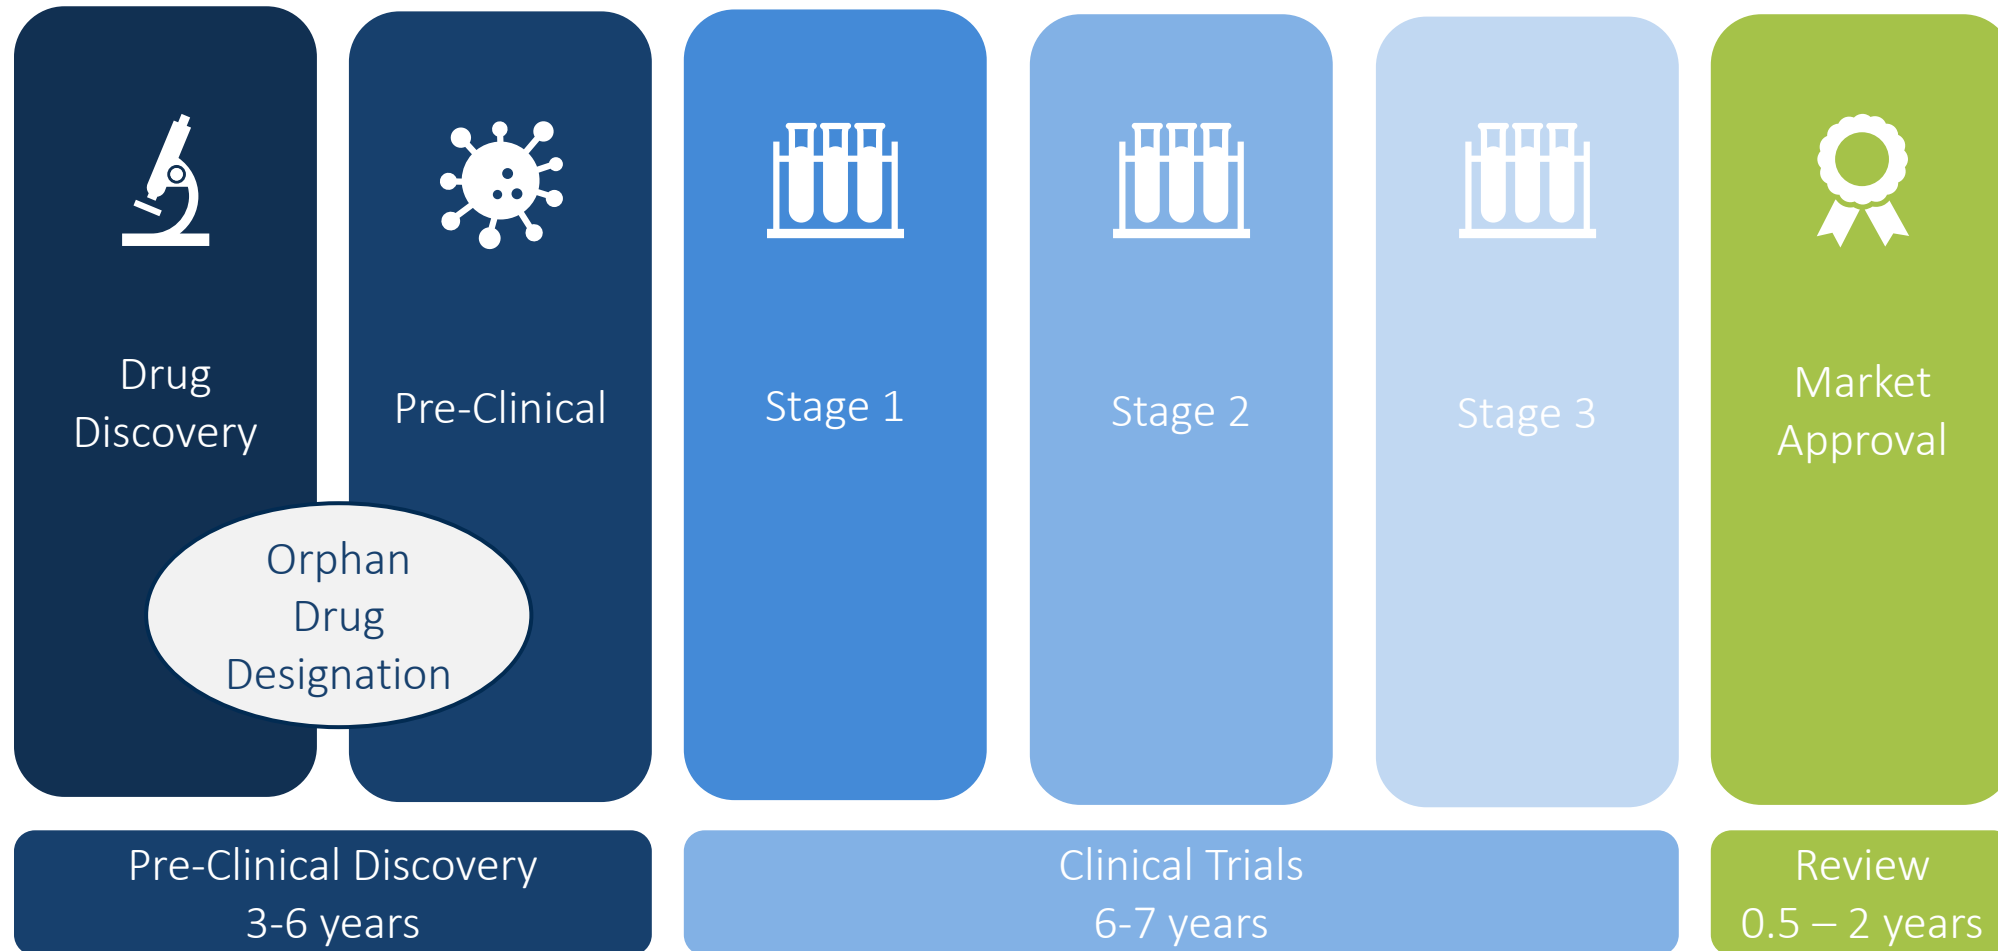 Drug
Discovery
Pre-Clinical
Stage 1
Stage 2
Stage 3
Market
Approval
Orphan
Drug
Designation
Pre-Clinical Discovery
3-6 years
Clinical Trials
6-7 years
Review
0.5 – 2 years